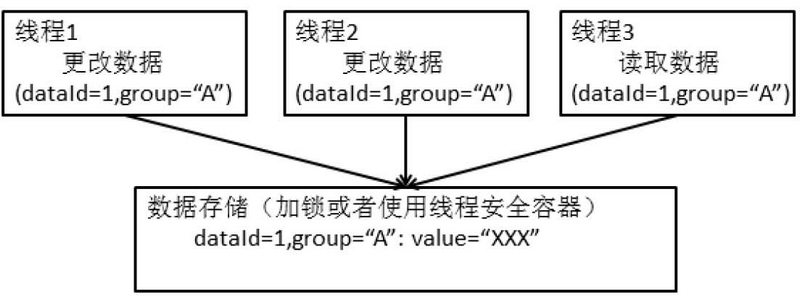 线程1
更改数据
(dataId=1,group=“A”)
线程2
更改数据
(dataId=1,group=“A”)
线程3
读取数据
(dataId=1,group=“A”)
数据存储（加锁或者使用线程安全容器）
dataId=1,group=“A”: value=“XXX”